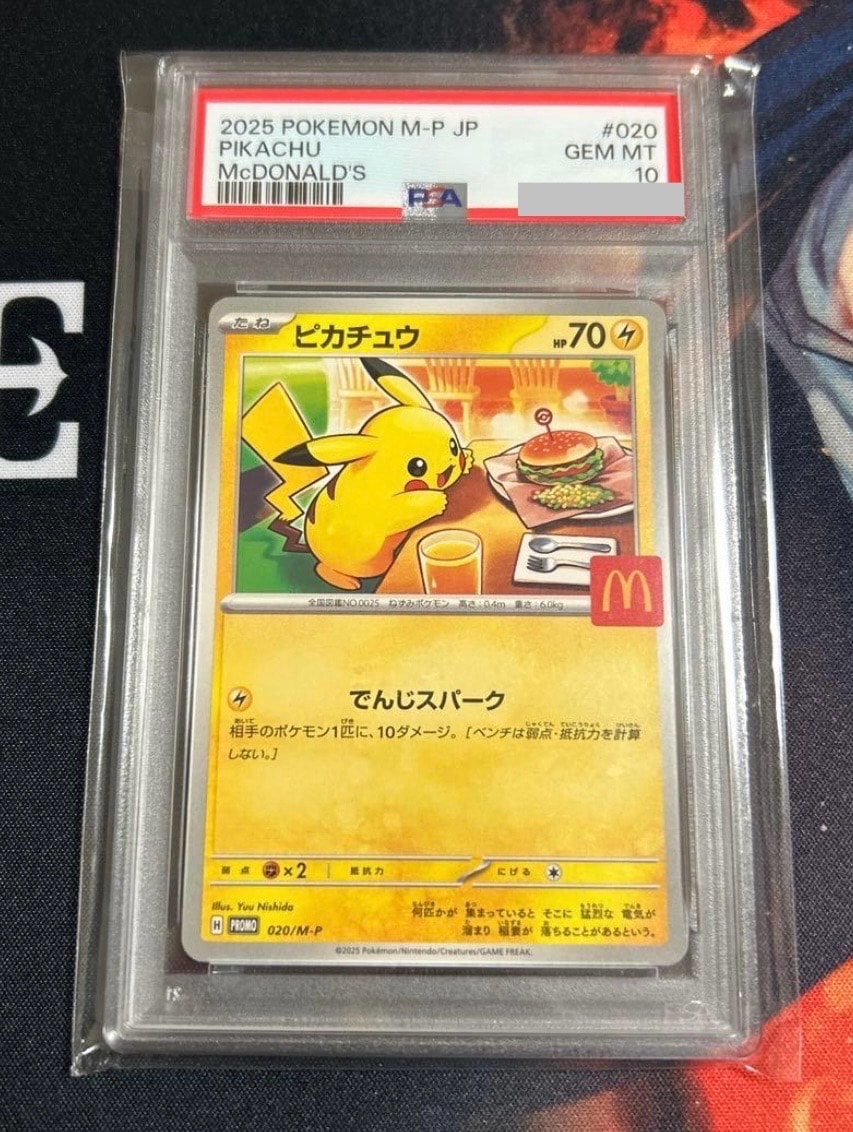 2025 POKEMON M-P JP #020
PIKACHU GEM MT
McDONALD'S 10
PSA
E
たね ピカチュウ HP70
M
全国図鑑NO.0025 ねずみポケモン 高さ:0.4m 重さ:6.0kg
でんじスパーク
相手のポケモン1匹に、10ダメージ。[ベンチは弱点・抵抗力を計算
しない。]
弱点 ×2 抵抗力 にげる
Illus. Yuu Nishida
H PROMO 020/M-P
何匹かが 集まっていると そこに 猛烈な 電気が
溜まり 稲妻が 落ちることがあるという。
©2025 Pokémon/Nintendo/Creatures/GAME FREAK.